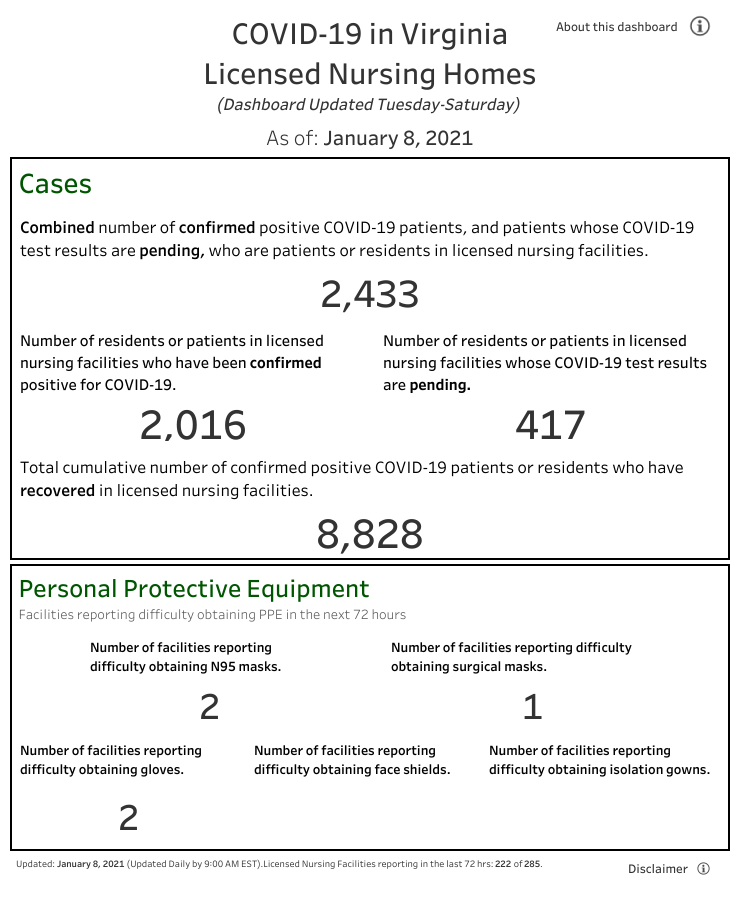 COVID-19 in Virginia
Licensed Nursing Homes
About this dashboard
(Dashboard Updated Tuesday-Saturday)
As of: January 8, 2021
Cases
Combined number of confirmed positive COVID-19 patients, and patients whose COVID-19
test results are pending, who are patients or residents in licensed nursing facilities.
2,433
Number of residents or patients in licensed
nursing facilities who have been confirmed
positive for COVID-19.
2,016
Number of residents or patients in licensed
nursing facilities whose COVID-19 test results
are pending.
417
Total cumulative number of confirmed positive COVID-19 patients or residents who have
recovered in licensed nursing facilities.
8,828
Personal Protective Equipment
Facilities reporting difficulty obtaining PPE in the next 72 hours
Number of facilities reporting
difficulty obtaining N95 masks.
2
Number of facilities reporting difficulty
obtaining surgical masks.
1
Number of facilities reporting
difficulty obtaining gloves.
2
Number of facilities reporting
difficulty obtaining face shields.
Number of facilities reporting
difficulty obtaining isolation gowns.
Updated: January 8, 2021 (Updated Daily by 9:00 AM EST).Licensed Nursing Facilities reporting in the last 72 hrs: 222 of 285.
Disclaimer